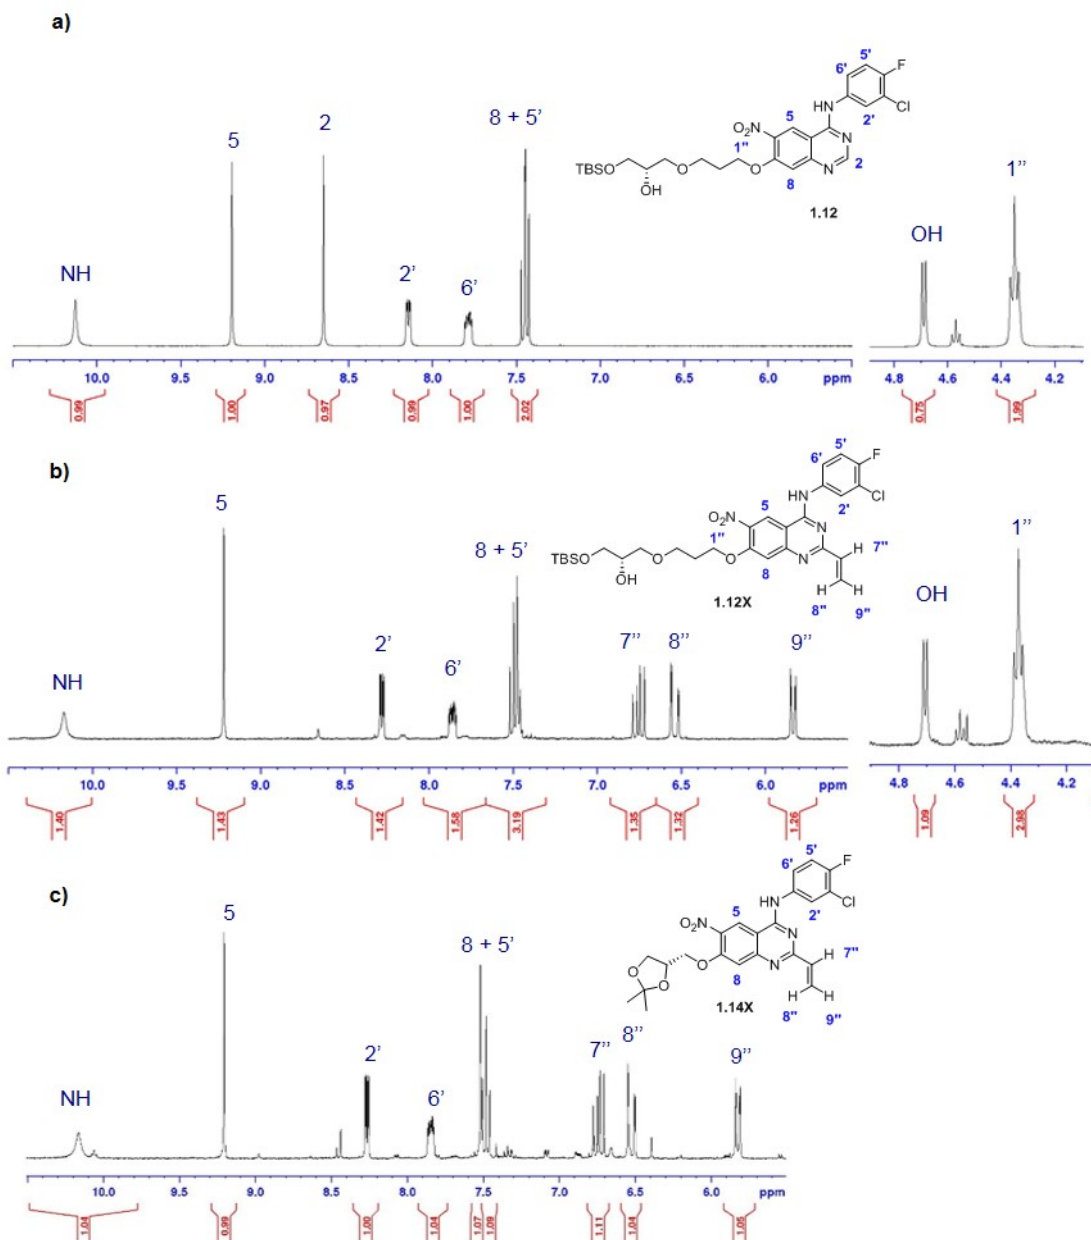 a)
5'
6'
F
Cl
HN
2'
5
2
8 + 5'
5
O₂N
N
1''
TBSO
O
O
N
2
OH
8
1.12
1''
OH
NH
2'
6'
10.0 9.5 9.0 8.5 8.0 7.5 7.0 6.5 6.0 ppm 4.8 4.6 4.4 4.2
0.99 1.00 0.97 0.99 1.00 2.02 0.75 1.99
b)
5'
6'
F
Cl
HN
2'
5
8 + 5'
5
O₂N
N
1''
TBSO
O
O
N
H
7''
OH
8
H
H
8''
9''
1.12X
1''
OH
2'
6'
7''
8''
9''
NH
10.0 9.5 9.0 8.5 8.0 7.5 7.0 6.5 6.0 ppm 4.8 4.6 4.4 4.2
1.40 1.43 1.42 1.58 3.19 1.35 1.32 1.26 1.09 2.98
c)
5'
6'
F
Cl
HN
2'
5
8 + 5'
5
O₂N
N
O
O
O
N
H
7''
8
H
H
8''
9''
1.14X
2'
6'
7''
8''
9''
NH
10.0 9.5 9.0 8.5 8.0 7.5 7.0 6.5 6.0 ppm
1.04 0.99 1.00 1.04 1.07 1.09 1.11 1.04 1.05